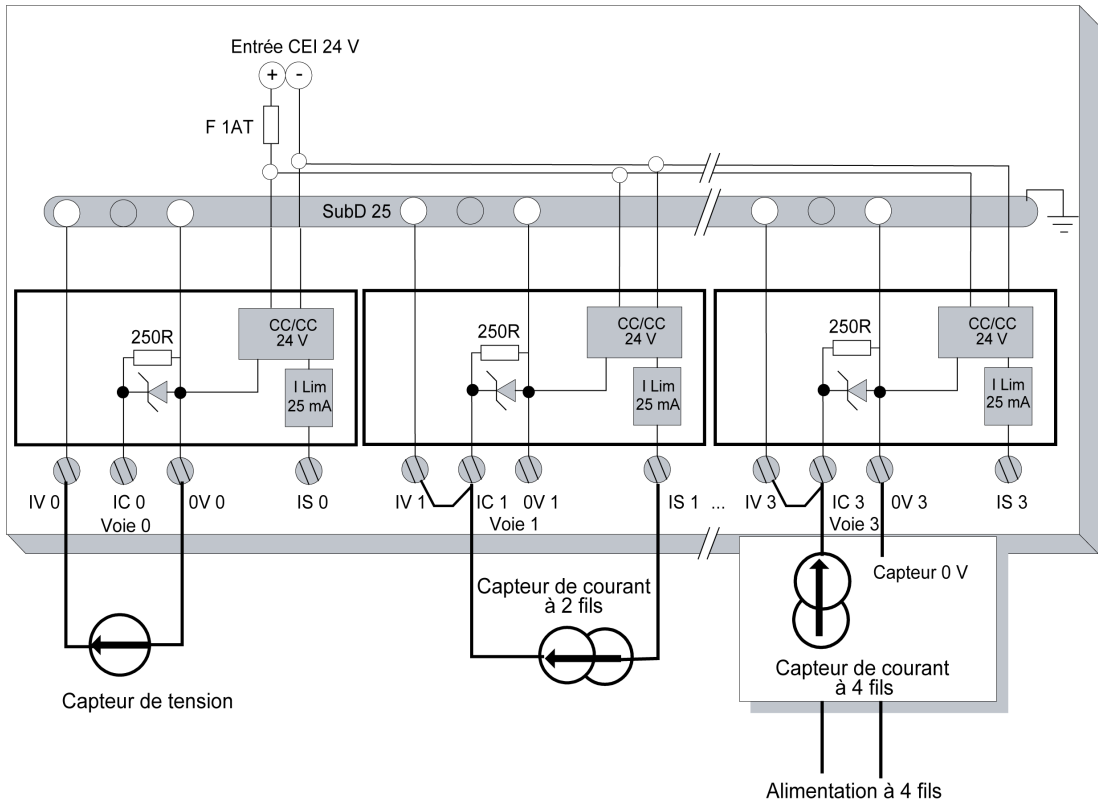 Entrée CEI 24 V
+ -
F 1AT
SubD 25
250R
CC/CC
24 V
I Lim
25 mA
250R
CC/CC
24 V
I Lim
25 mA
250R
CC/CC
24 V
I Lim
25 mA
IV 0 IC 0 0V 0 IS 0
Voie 0
IV 1 IC 1 0V 1 IS 1 ...
Voie 1
IV 3 IC 3 0V 3 IS 3
Voie 3
Capteur de tension
Capteur de courant
à 2 fils
Capteur 0 V
Capteur de courant
à 4 fils
Alimentation à 4 fils